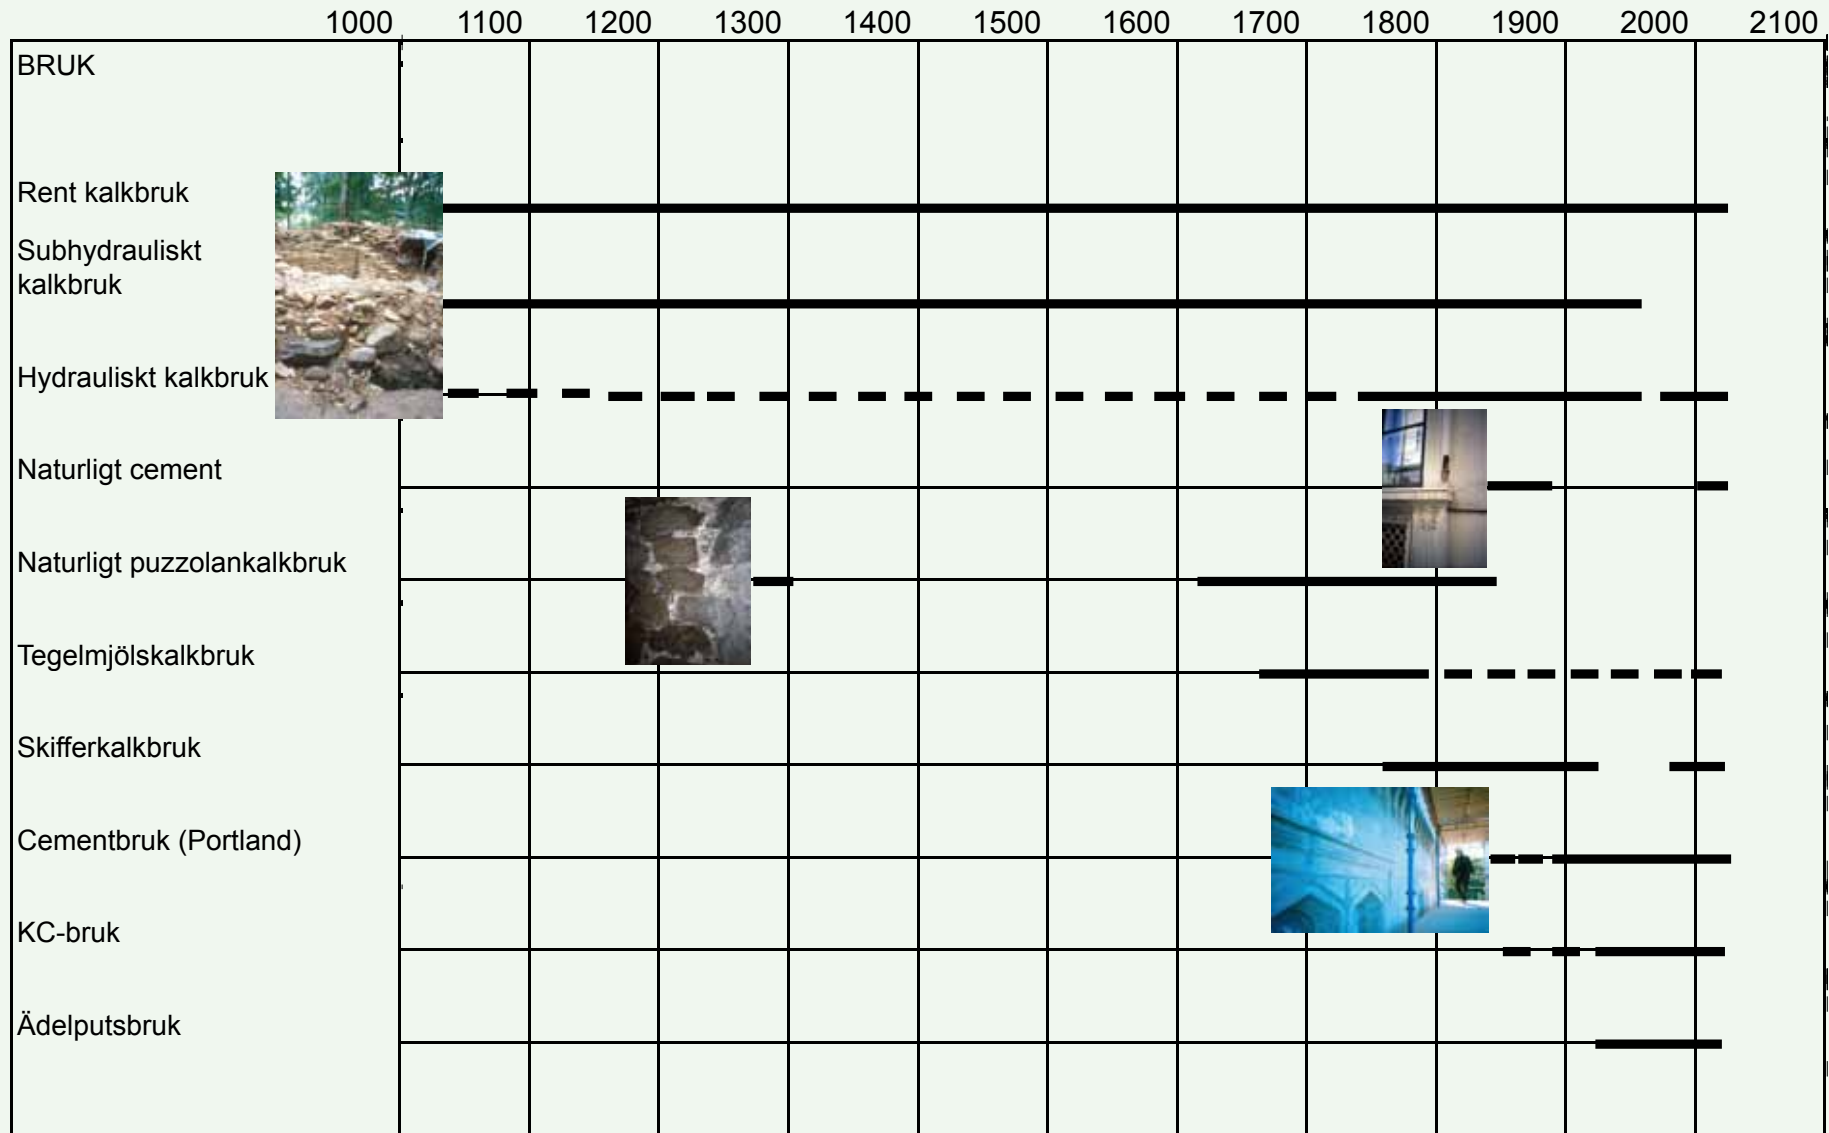 1000 1100 1200 1300 1400 1500 1600 1700 1800 1900 2000 2100
BRUK
Rent kalkbruk
Subhydrauliskt
kalkbruk
Hydrauliskt kalkbruk
Naturligt cement
Naturligt puzzolankalkbruk
Tegelmjölskalkbruk
Skifferkalkbruk
Cementbruk (Portland)
KC-bruk
Ädelputsbruk